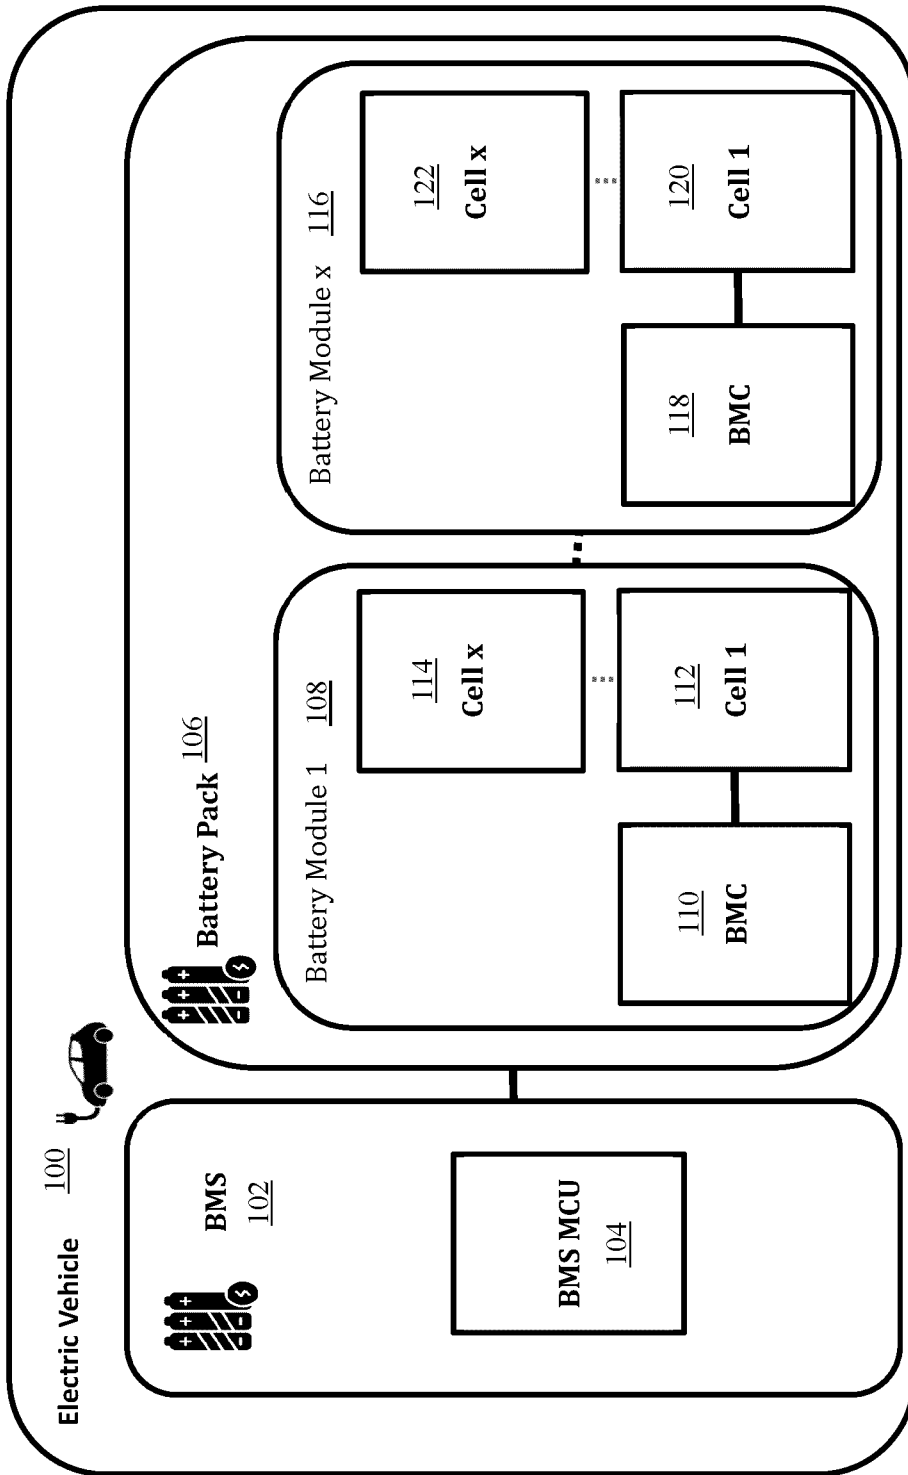 Electric Vehicle 100
BMS
102
BMS MCU
104
Battery Pack 106
Battery Module 1 108
114
Cell x
110
BMC
112
Cell 1
Battery Module x 116
122
Cell x
118
BMC
120
Cell 1